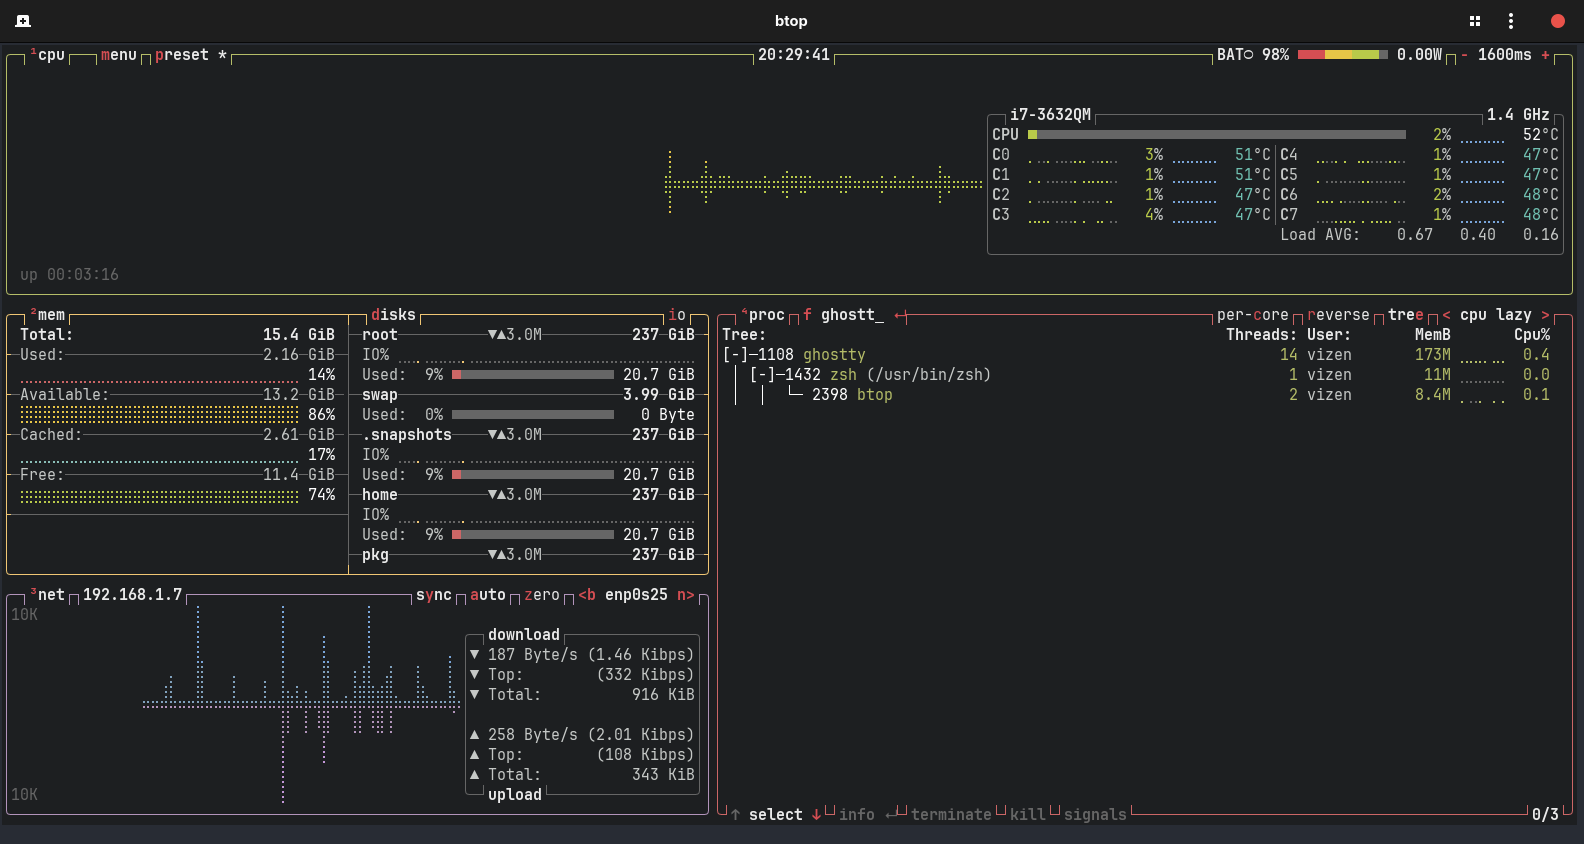 btop
¹cpu menu preset * 20:29:41 BAT 98% 0.00W - 1600ms +
i7-3632QM 1.4 GHz
CPU 2% 52°C
C0 3% 51°C C4 1% 47°C
C1 1% 51°C C5 1% 47°C
C2 1% 47°C C6 2% 48°C
C3 4% 47°C C7 1% 48°C
Load AVG: 0.67 0.40 0.16
up 00:03:16
²mem disks io
Total: 15.4 GiB
Used: 2.16 GiB
14%
Available: 13.2 GiB
86%
Cached: 2.61 GiB
17%
Free: 11.4 GiB
74%
root ▼▲3.0M 237 GiB
IO%
Used: 9% 20.7 GiB
swap 3.99 GiB
Used: 0% 0 Byte
.snapshots ▼▲3.0M 237 GiB
IO%
Used: 9% 20.7 GiB
home ▼▲3.0M 237 GiB
IO%
Used: 9% 20.7 GiB
pkg ▼▲3.0M 237 GiB
³net 192.168.1.7 sync auto zero <b enp0s25 n>
10K
download
▼ 187 Byte/s (1.46 Kibps)
▼ Top: (332 Kibps)
▼ Total: 916 KiB
▲ 258 Byte/s (2.01 Kibps)
▲ Top: (108 Kibps)
▲ Total: 343 KiB
upload
10K
⁴proc f ghostt_ ↵ per-core reverse tree < cpu lazy >
Tree: Threads: User: MemB Cpu%
[-]─1108 ghostty 14 vizen 173M 0.4
[-]─1432 zsh (/usr/bin/zsh) 1 vizen 11M 0.0
└─ 2398 btop 2 vizen 8.4M 0.1
↑ select ↓ info ↵ terminate kill signals 0/3